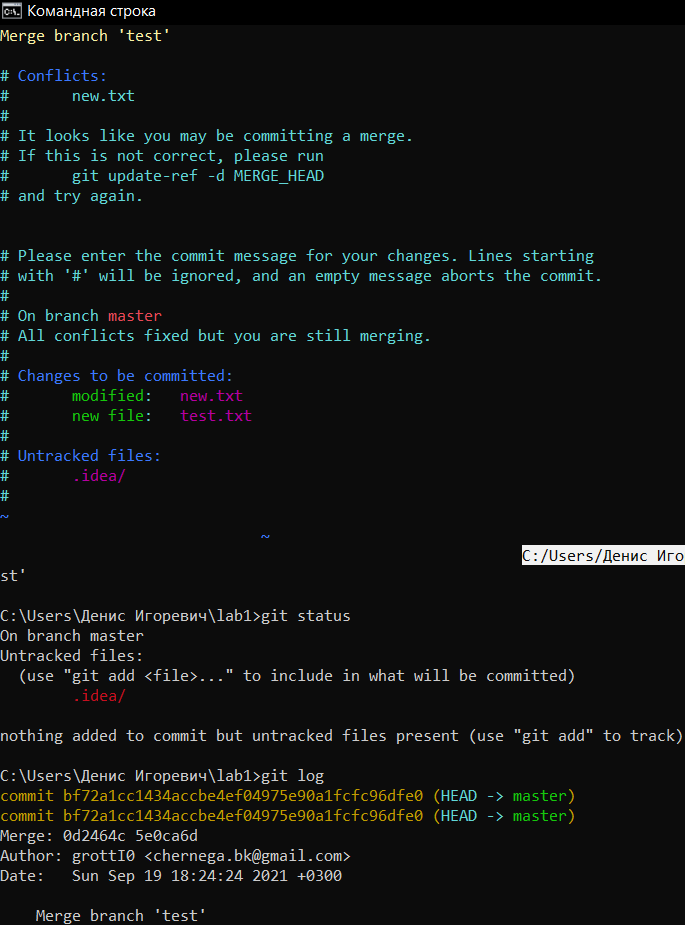 Командная строка
Merge branch 'test'
# Conflicts:
#       new.txt
#
# It looks like you may be committing a merge.
# If this is not correct, please run
#       git update-ref -d MERGE_HEAD
# and try again.
# Please enter the commit message for your changes. Lines starting
# with '#' will be ignored, and an empty message aborts the commit.
#
# On branch master
# All conflicts fixed but you are still merging.
#
# Changes to be committed:
#       modified:   new.txt
#       new file:   test.txt
#
# Untracked files:
#       .idea/
#
~
~
C:/Users/Денис Иго
st'
C:\Users\Денис Игоревич\lab1>git status
On branch master
Untracked files:
  (use "git add <file>..." to include in what will be committed)
        .idea/
nothing added to commit but untracked files present (use "git add" to track)
C:\Users\Денис Игоревич\lab1>git log
commit bf72a1cc1434accbe4ef04975e90a1fcfc96dfe0 (HEAD -> master)
commit bf72a1cc1434accbe4ef04975e90a1fcfc96dfe0 (HEAD -> master)
Merge: 0d2464c 5e0ca6d
Author: grottI0 <chernega.bk@gmail.com>
Date:   Sun Sep 19 18:24:24 2021 +0300
    Merge branch 'test'